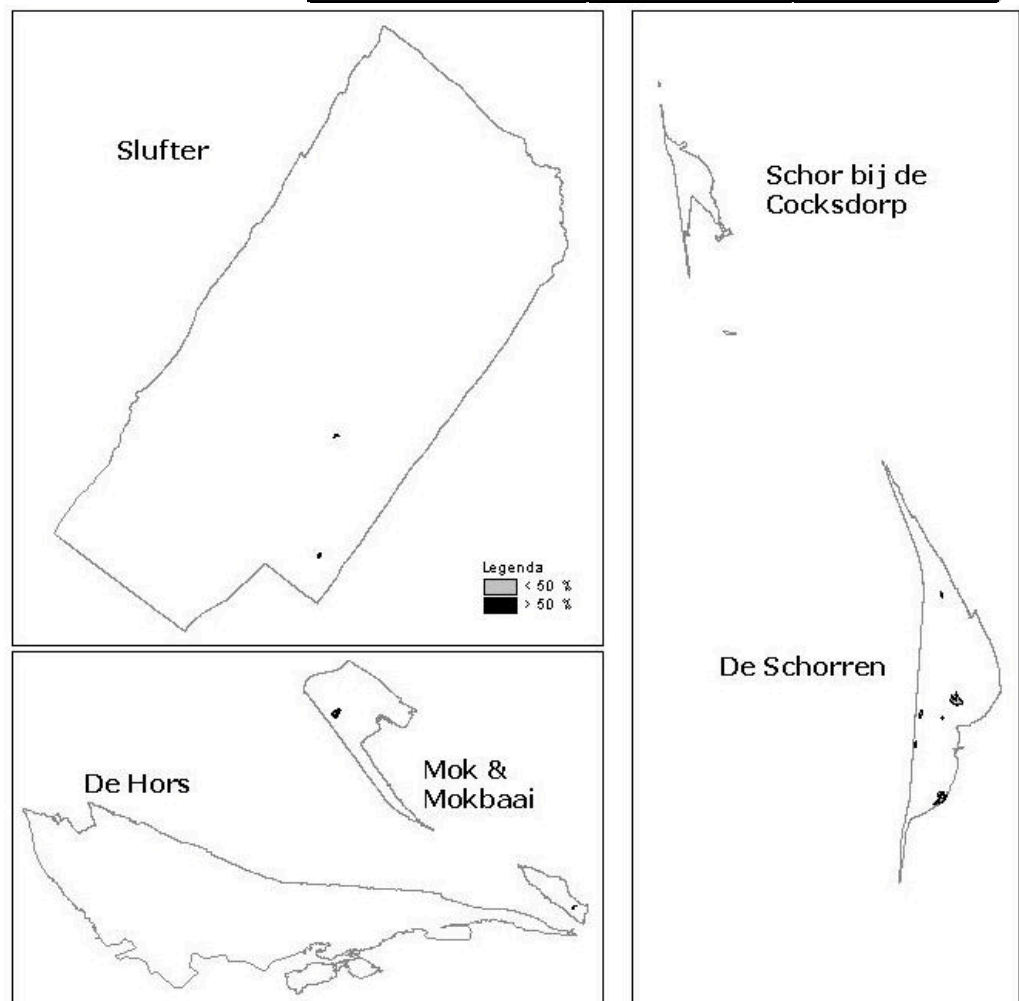 Slufter
Legenda
< 50 %
> 50 %
De Hors
Mok &
Mokbaai
Schor bij de
Cocksdorp
De Schorren